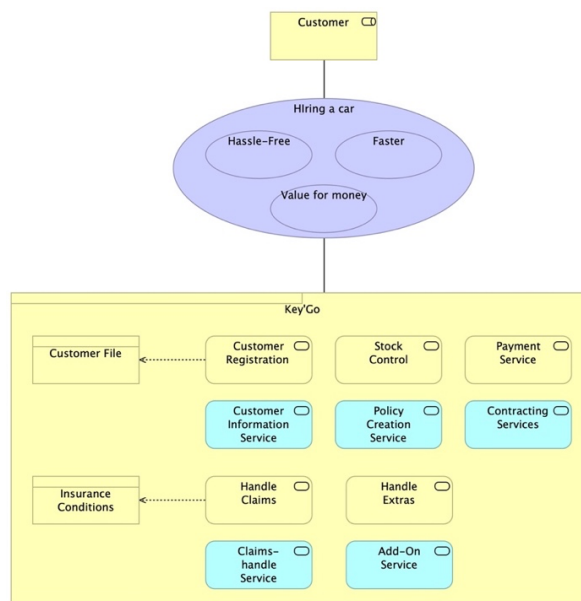 Customer
Hiring a car
Hassle-Free
Faster
Value for money
Key'Go
Customer File
Customer
Registration
Stock
Control
Payment
Service
Customer
Information
Service
Policy
Creation
Service
Contracting
Services
Insurance
Conditions
Handle
Claims
Handle
Extras
Claims-
handle
Service
Add-On
Service